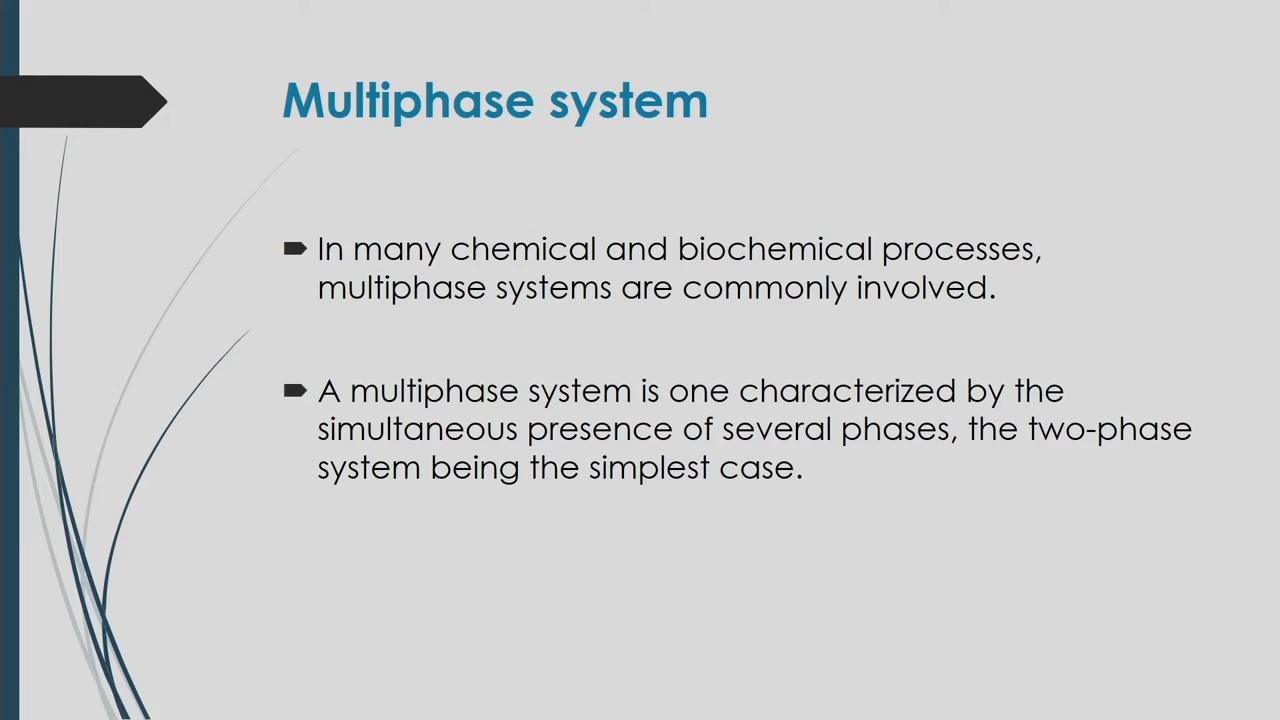 Multiphase system
In many chemical and biochemical processes,
multiphase systems are commonly involved.
A multiphase system is one characterized by the
simultaneous presence of several phases, the two-phase
system being the simplest case.